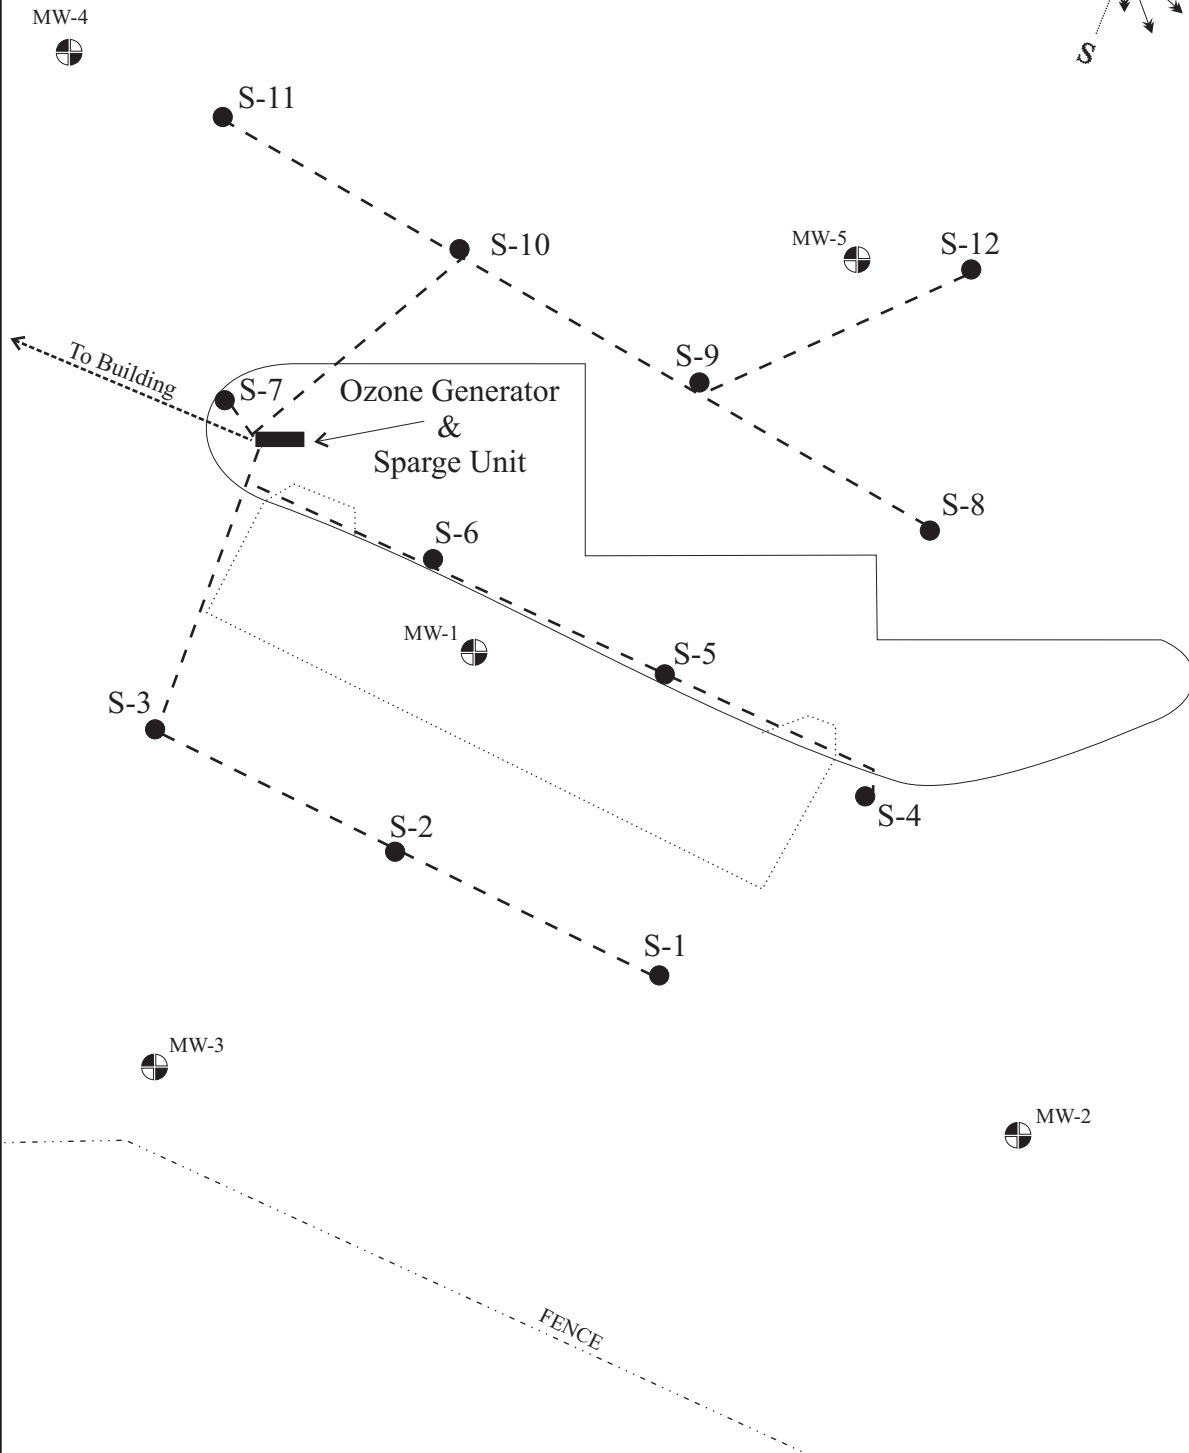 MW-4
S
S-11
S-10
MW-5
S-12
To Building
S-9
S-7
Ozone Generator
&
Sparge Unit
S-8
S-6
MW-1
S-5
S-3
S-4
S-2
S-1
MW-3
MW-2
FENCE